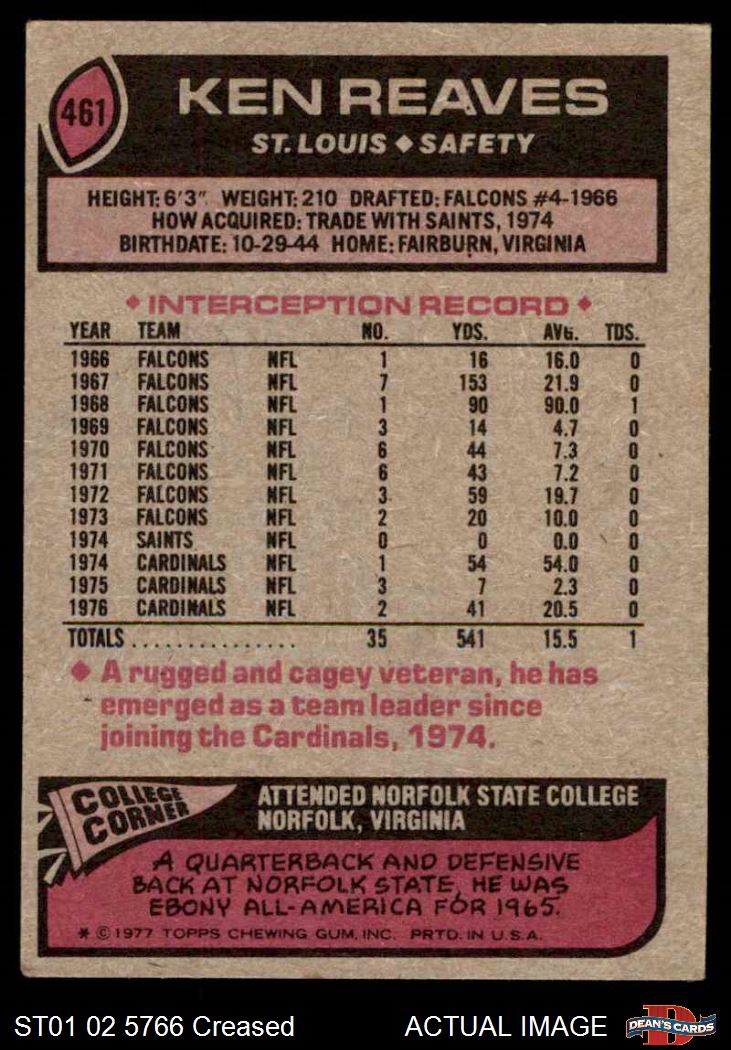 461
KEN REAVES
ST. LOUIS ◆ SAFETY
HEIGHT: 6'3" WEIGHT: 210 DRAFTED: FALCONS #4-1966
HOW ACQUIRED: TRADE WITH SAINTS, 1974
BIRTHDATE: 10-29-44 HOME: FAIRBURN, VIRGINIA
◆ INTERCEPTION RECORD ◆
YEAR TEAM NO. YDS. AVG. TDS.
1966 FALCONS NFL 1 16 16.0 0
1967 FALCONS NFL 7 153 21.9 0
1968 FALCONS NFL 1 90 90.0 1
1969 FALCONS NFL 3 14 4.7 0
1970 FALCONS NFL 6 44 7.3 0
1971 FALCONS NFL 6 43 7.2 0
1972 FALCONS NFL 3 59 19.7 0
1973 FALCONS NFL 2 20 10.0 0
1974 SAINTS NFL 0 0 0.0 0
1974 CARDINALS NFL 1 54 54.0 0
1975 CARDINALS NFL 3 7 2.3 0
1976 CARDINALS NFL 2 41 20.5 0
TOTALS ................ 35 541 15.5 1
◆ A rugged and cagey veteran, he has
emerged as a team leader since
joining the Cardinals, 1974.
COLLEGE
CORNER
ATTENDED NORFOLK STATE COLLEGE
NORFOLK, VIRGINIA
A QUARTERBACK AND DEFENSIVE
BACK AT NORFOLK STATE, HE WAS
EBONY ALL-AMERICA FOR 1965.
* © 1977 TOPPS CHEWING GUM, INC. PRTD. IN U.S.A.
ST01 02 5766 Creased ACTUAL IMAGE
D
DEAN'S CARDS